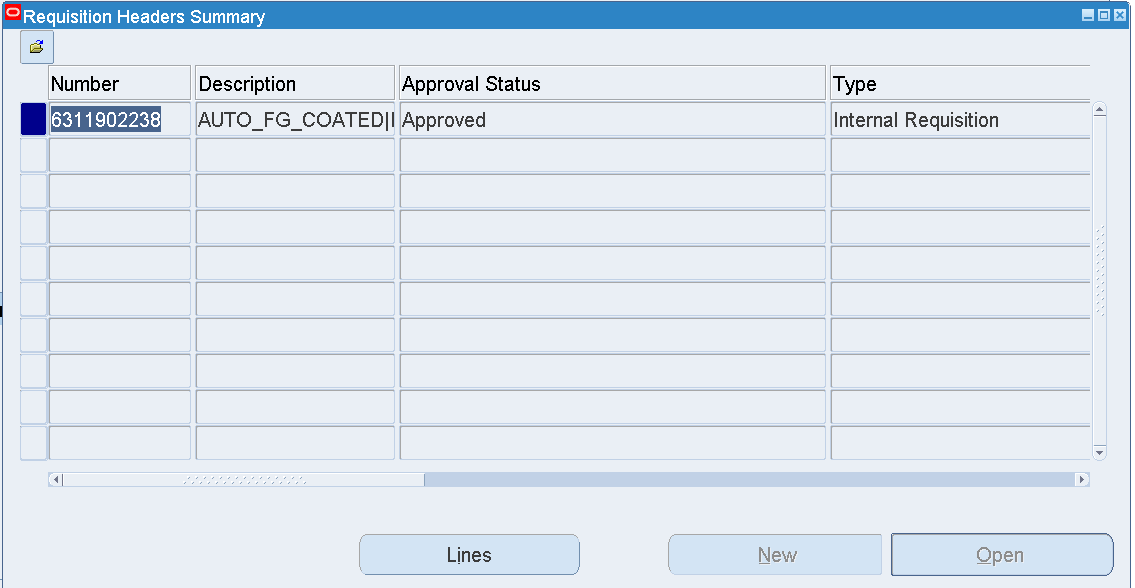 Requisition Headers Summary
Number Description Approval Status Type
6311902238 AUTO_FG_COATED| Approved Internal Requisition
Lines New Open